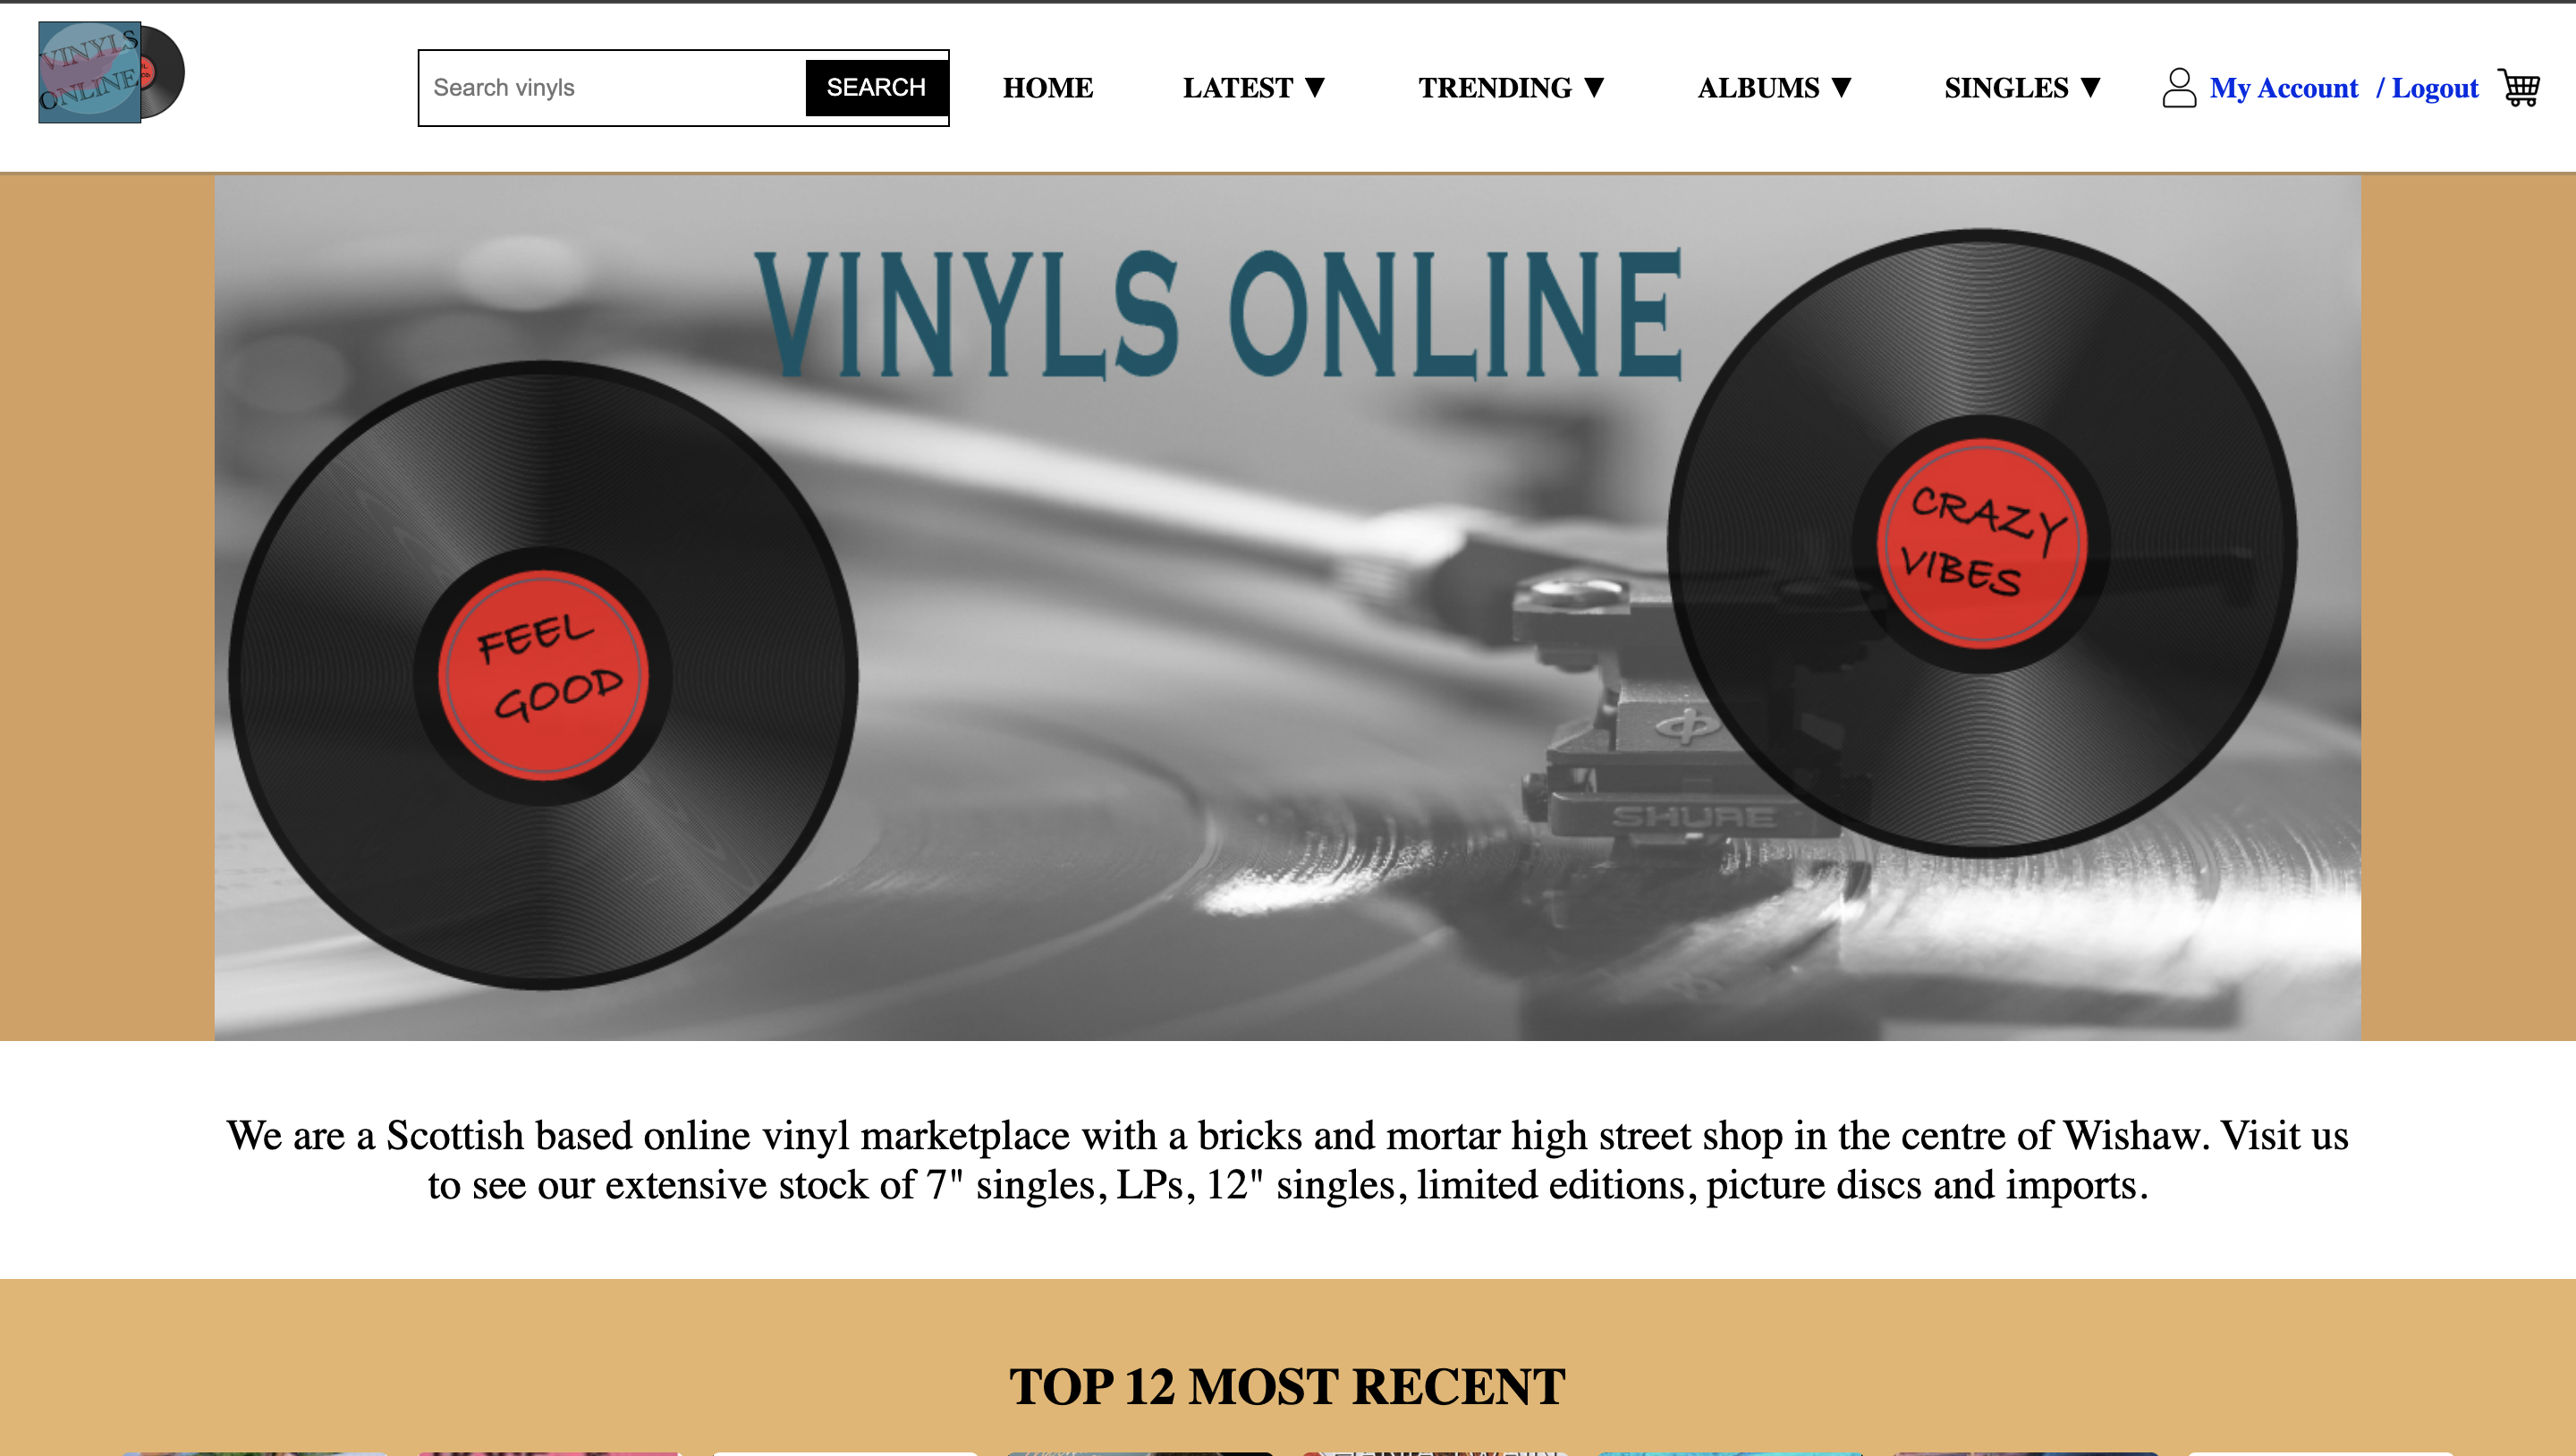 VINYLS
ONLINE
Search vinyls
SEARCH
HOME
LATEST ▼
TRENDING ▼
ALBUMS ▼
SINGLES ▼
My Account / Logout
VINYLS ONLINE
CRAZY
VIBES
FEEL
GOOD
SHURE
We are a Scottish based online vinyl marketplace with a bricks and mortar high street shop in the centre of Wishaw. Visit us
to see our extensive stock of 7" singles, LPs, 12" singles, limited editions, picture discs and imports.
TOP 12 MOST RECENT